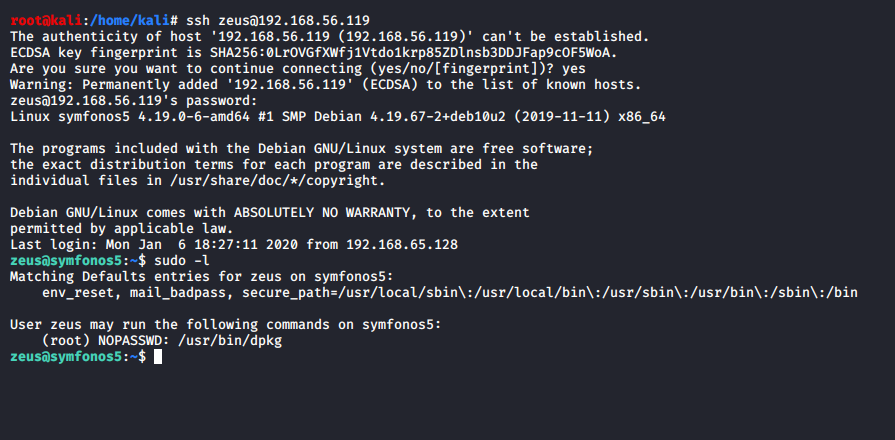 root@kali:/home/kali# ssh zeus@192.168.56.119
The authenticity of host '192.168.56.119 (192.168.56.119)' can't be established.
ECDSA key fingerprint is SHA256:0LrOVGfXWfj1Vtdo1krp85ZDlnsb3DDJFap9cOF5WoA.
Are you sure you want to continue connecting (yes/no/[fingerprint])? yes
Warning: Permanently added '192.168.56.119' (ECDSA) to the list of known hosts.
zeus@192.168.56.119's password:
Linux symfonos5 4.19.0-6-amd64 #1 SMP Debian 4.19.67-2+deb10u2 (2019-11-11) x86_64

The programs included with the Debian GNU/Linux system are free software;
the exact distribution terms for each program are described in the
individual files in /usr/share/doc/*/copyright.

Debian GNU/Linux comes with ABSOLUTELY NO WARRANTY, to the extent
permitted by applicable law.
Last login: Mon Jan  6 18:27:11 2020 from 192.168.65.128
zeus@symfonos5:~$ sudo -l
Matching Defaults entries for zeus on symfonos5:
    env_reset, mail_badpass, secure_path=/usr/local/sbin\:/usr/local/bin\:/usr/sbin\:/usr/bin\:/sbin\:/bin

User zeus may run the following commands on symfonos5:
    (root) NOPASSWD: /usr/bin/dpkg
zeus@symfonos5:~$